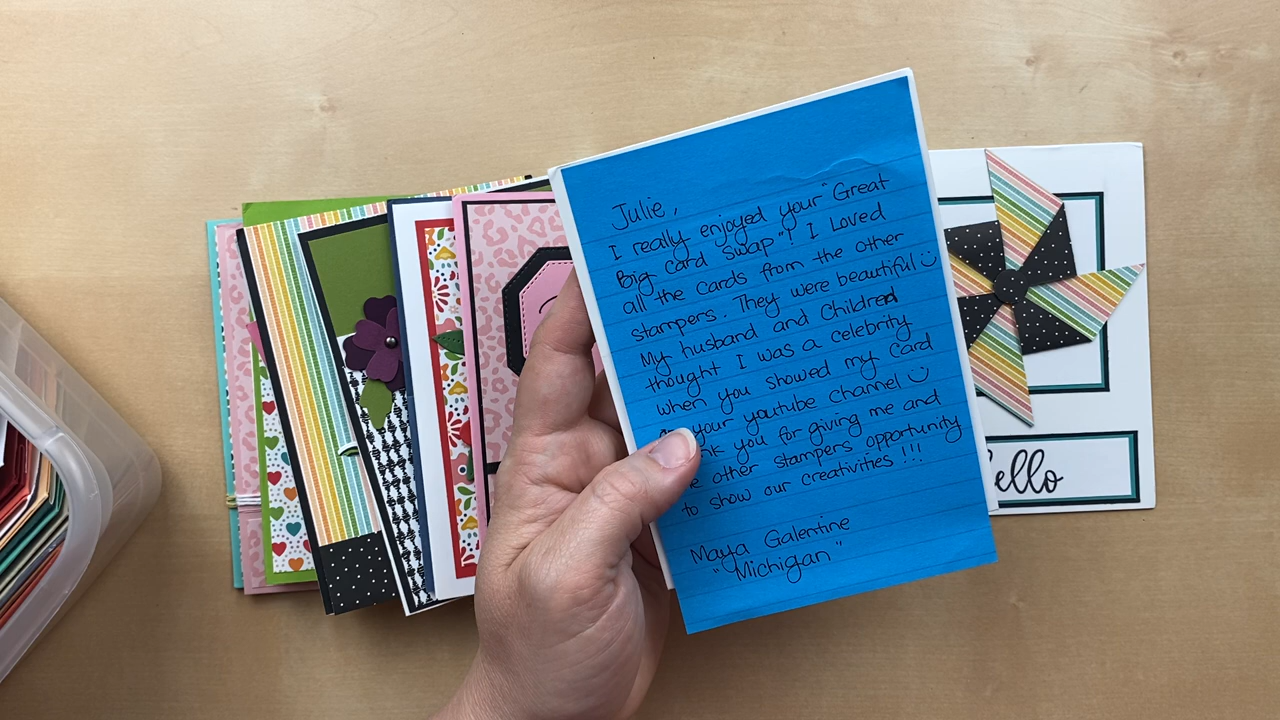 Julie,
I really enjoyed your "Great
Big Card Swap"! I Loved
all the cards from the other
stampers. They were beautiful
My husband and Children
thought I was a celebrity
when you showed my card
your youtube channel
you for giving me and
other stampers opportunity
to show our creativities !!!
Maya Galentine
"Michigan"
ello